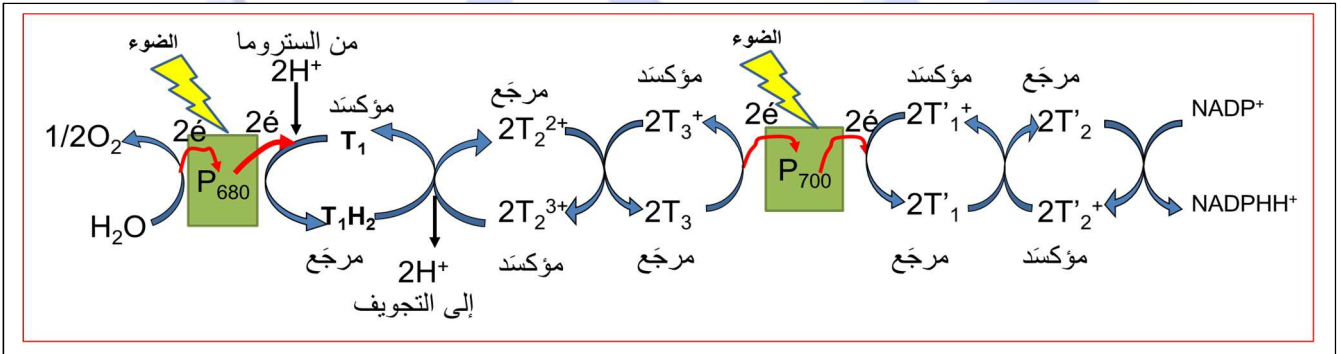 الضوء
من الستروما
2H⁺
الضوء
1/2O₂
2é
2é
مؤكسَد
T₁
مرجَع
2T₂²⁺
مؤكسَد
2T₃⁺
2é
2é
مؤكسَد
2T’₁⁺
مرجَع
2T’₂
NADP⁺
P₆₈₀
P₇₀₀
H₂O
T₁H₂
مرجَع
2H⁺
إلى التجويف
2T₂³⁺
مؤكسَد
2T₃
مرجَع
2T’₁
مرجَع
2T’₂⁺
مؤكسَد
NADPHH⁺